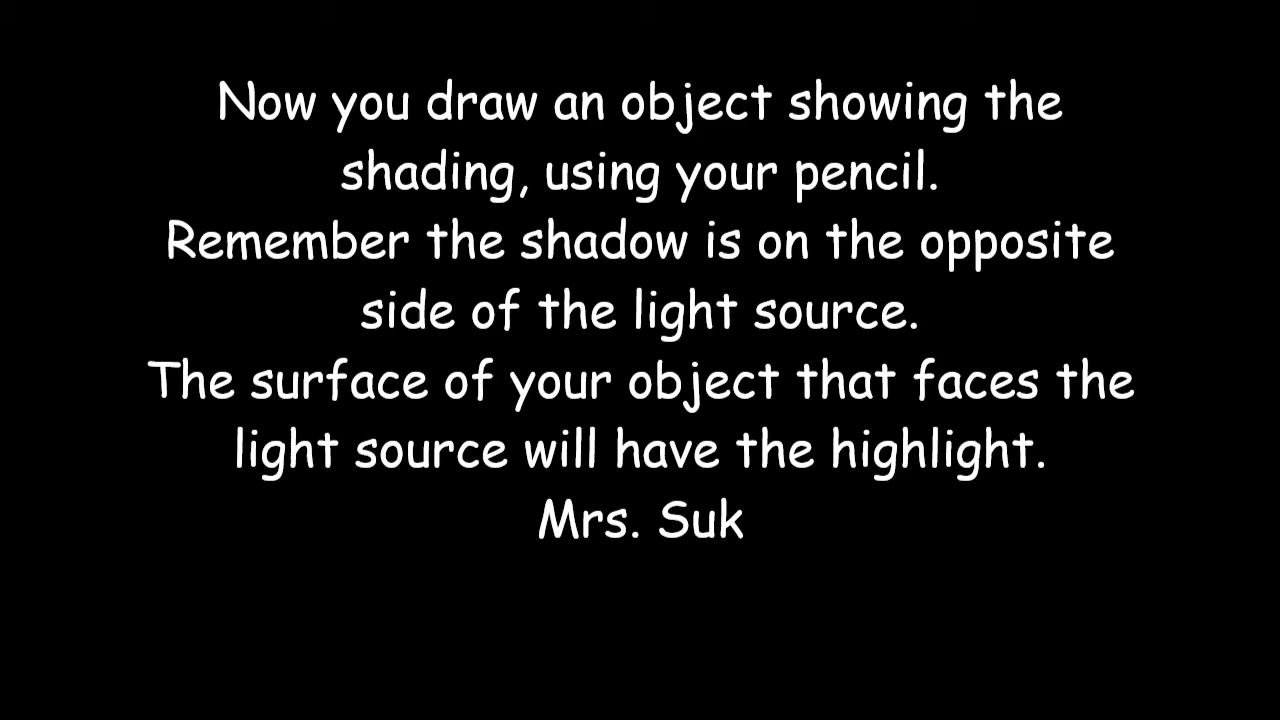 Now you draw an object showing the
shading, using your pencil.
Remember the shadow is on the opposite
side of the light source.
The surface of your object that faces the
light source will have the highlight.
Mrs. Suk